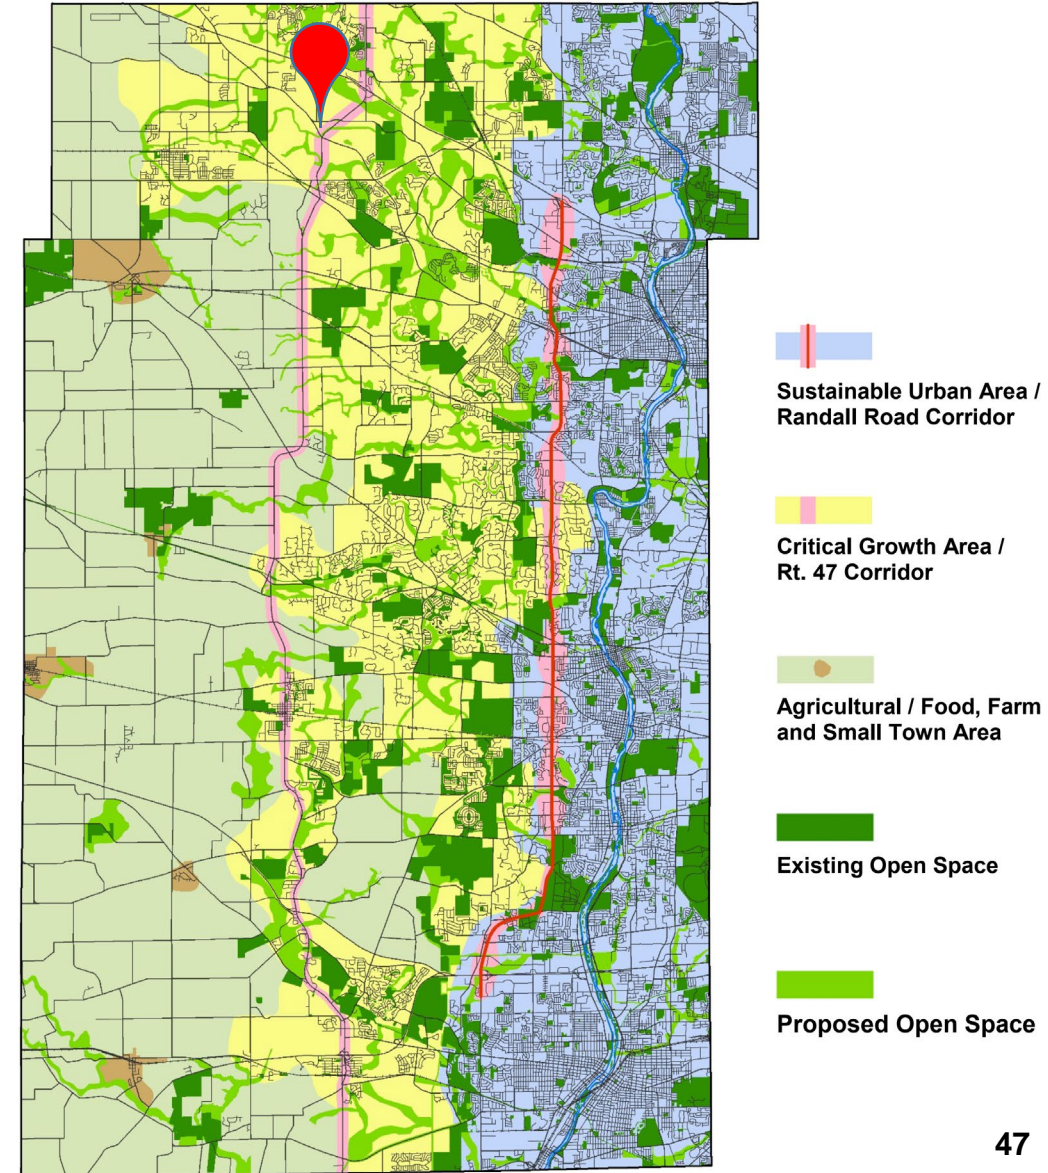 Sustainable Urban Area /
Randall Road Corridor
Critical Growth Area /
Rt. 47 Corridor
Agricultural / Food, Farm
and Small Town Area
Existing Open Space
Proposed Open Space
47